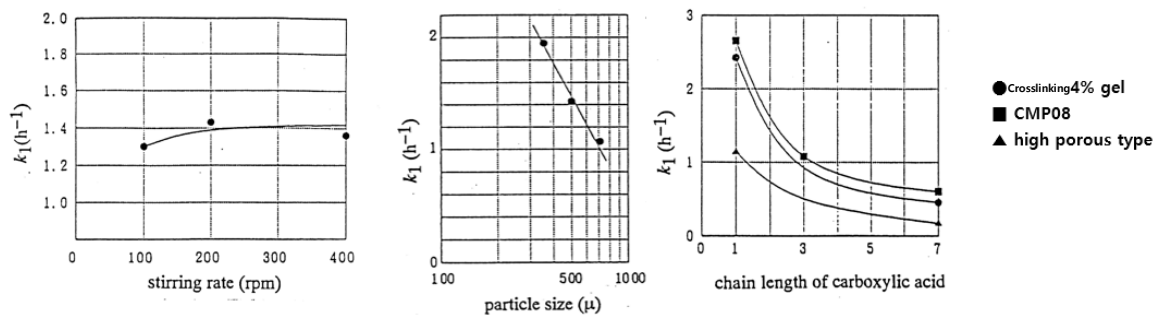 2.0
1.8
1.6
1.4
1.2
1.0
k1(h−1)
0 100 200 300 400
stirring rate (rpm)
2
1
0
k1 (h−1)
100 500 1000
particle size (μ)
3
2
1
0
k1 (h−1)
0 1 3 5 7
chain length of carboxylic acid
Crosslinking4% gel
CMP08
high porous type